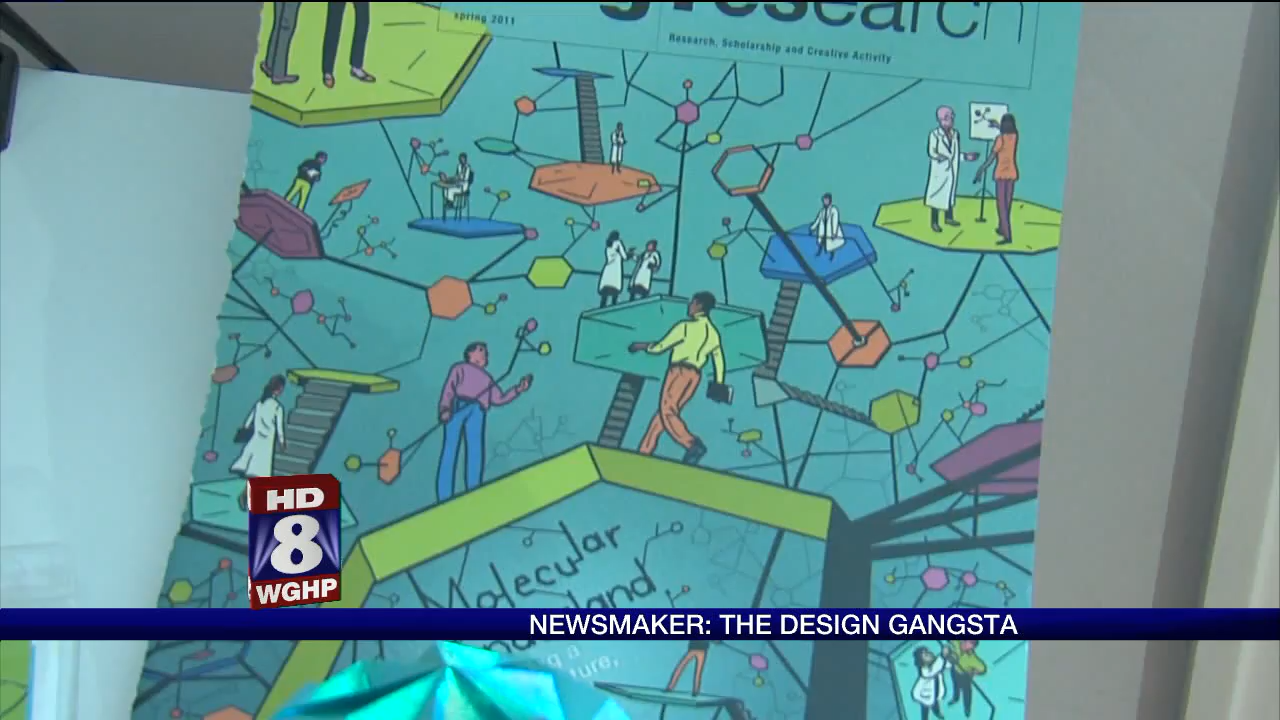 research
spring 2011
Research, Scholarship and Creative Activity
Molecular
HD
8
WGHP
NEWSMAKER: THE DESIGN GANGSTA